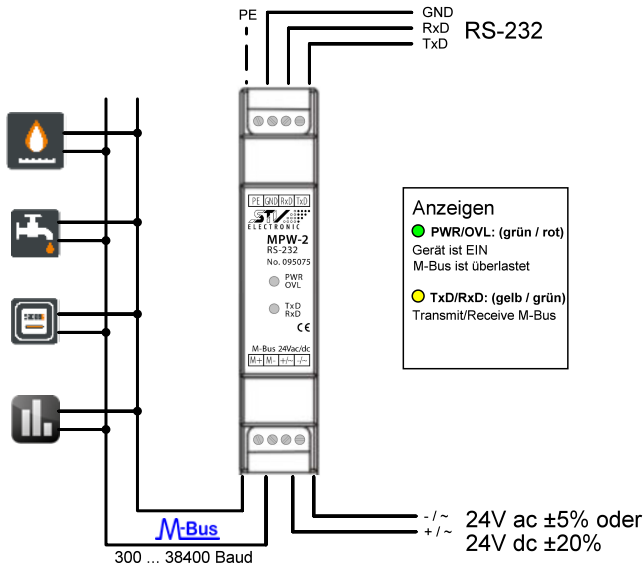 PE
GND
RxD
TxD
RS-232
PE GND RxD TxD
STV
ELECTRONIC
MPW-2
RS-232
No. 095075
PWR
OVL
TxD
RxD
CE
M-Bus 24Vac/dc
M+ M- +/~ -/~
Anzeigen
PWR/OVL: (grün / rot)
Gerät ist EIN
M-Bus ist überlastet
TxD/RxD: (gelb / grün)
Transmit/Receive M-Bus
M-Bus
300 ... 38400 Baud
- / ~
+ / ~
24V ac ±5% oder
24V dc ±20%